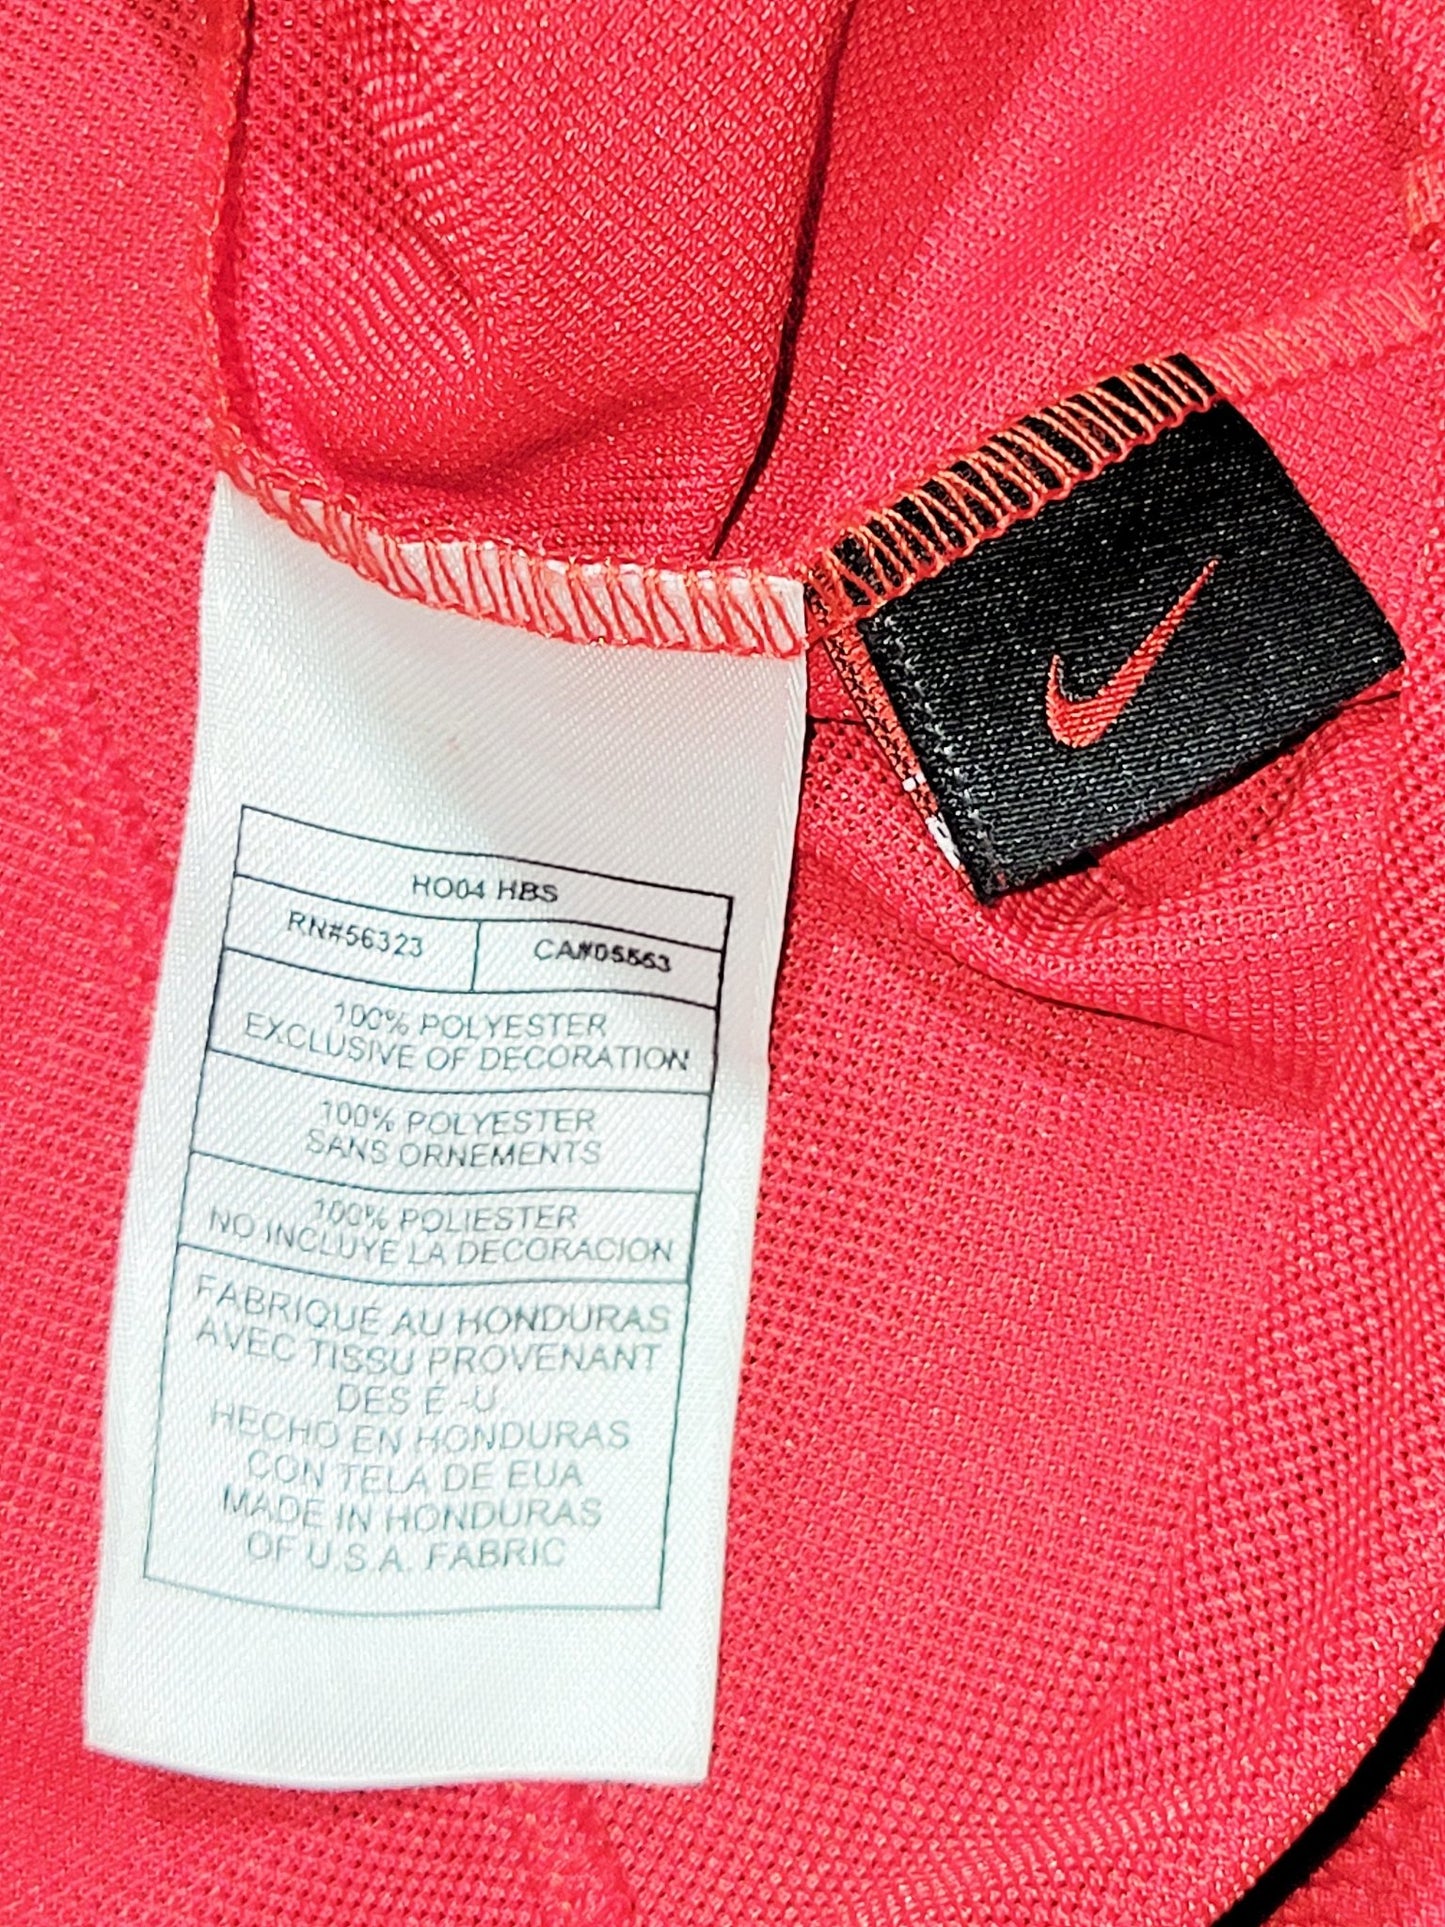 HO04 HBS
RN#56323
CA#05553
100% POLYESTER
EXCLUSIVE OF DECORATION
100% POLYESTER
SANS ORNEMENTS
100% POLIESTER
NO INCLUYE LA DECORACION
FABRIQUÉ AU HONDURAS
AVEC TISSU PROVENANT
DES É -U.
HECHO EN HONDURAS
CON TELA DE EUA
MADE IN HONDURAS
OF U.S.A. FABRIC